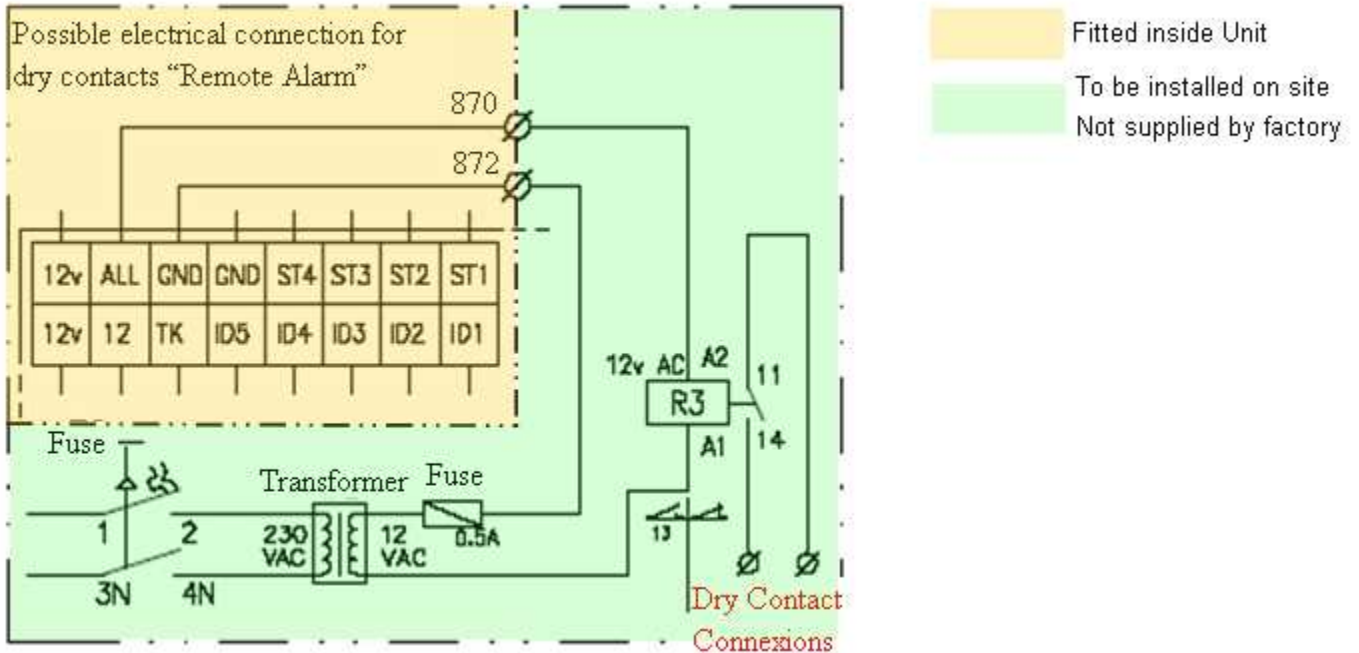 Possible electrical connection for
dry contacts “Remote Alarm”
870
872
12v ALL GND GND ST4 ST3 ST2 ST1
12v 12 TK ID5 ID4 ID3 ID2 ID1
12v AC A2
R3
A1
11
14
13
Fuse
Transformer Fuse
1 2
230 VAC
12 VAC
0.5A
3N 4N
Dry Contact
Connexions
Fitted inside Unit
To be installed on site
Not supplied by factory